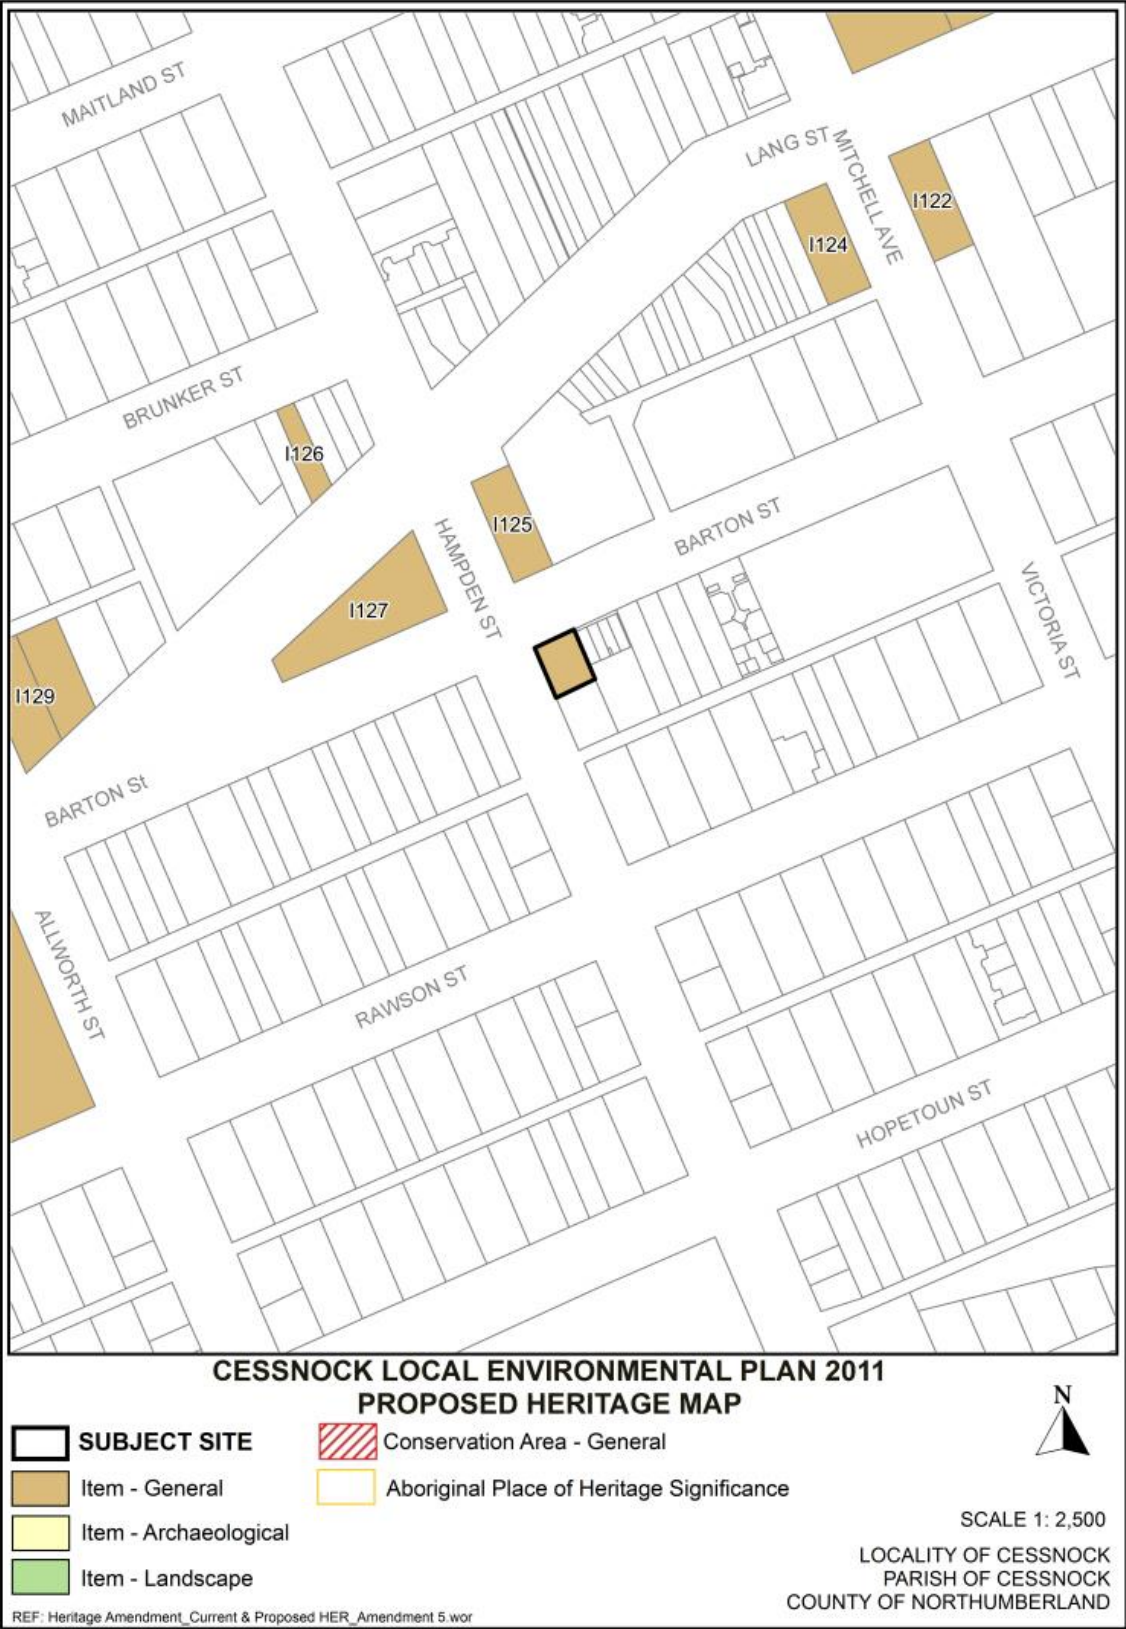 MAITLAND ST
LANG ST
MITCHELL AVE
I122
I124
BRUNKER ST
I126
I125
BARTON ST
HAMPDEN ST
I127
VICTORIA ST
I129
BARTON St
ALLWORTH ST
RAWSON ST
HOPETOUN ST
CESSNOCK LOCAL ENVIRONMENTAL PLAN 2011
PROPOSED HERITAGE MAP
N
SUBJECT SITE
Conservation Area - General
Item - General
Aboriginal Place of Heritage Significance
Item - Archaeological
Item - Landscape
SCALE 1: 2,500
LOCALITY OF CESSNOCK
PARISH OF CESSNOCK
COUNTY OF NORTHUMBERLAND
REF: Heritage Amendment_Current & Proposed HER_Amendment 5.wor